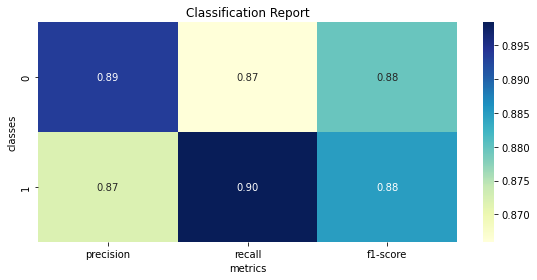 Classification Report
classes
0
0.89 0.87 0.88
1
0.87 0.90 0.88
precision recall f1-score
metrics
0.895
0.890
0.885
0.880
0.875
0.870